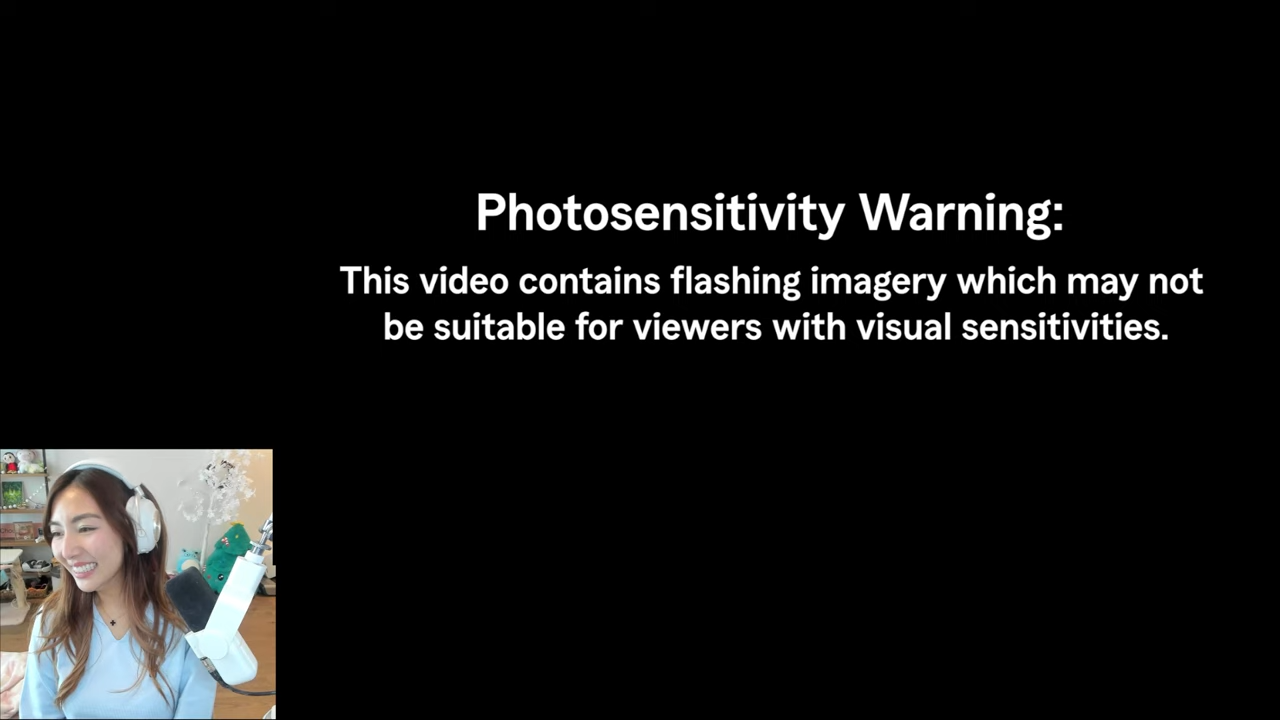 Photosensitivity Warning:
This video contains flashing imagery which may not
be suitable for viewers with visual sensitivities.